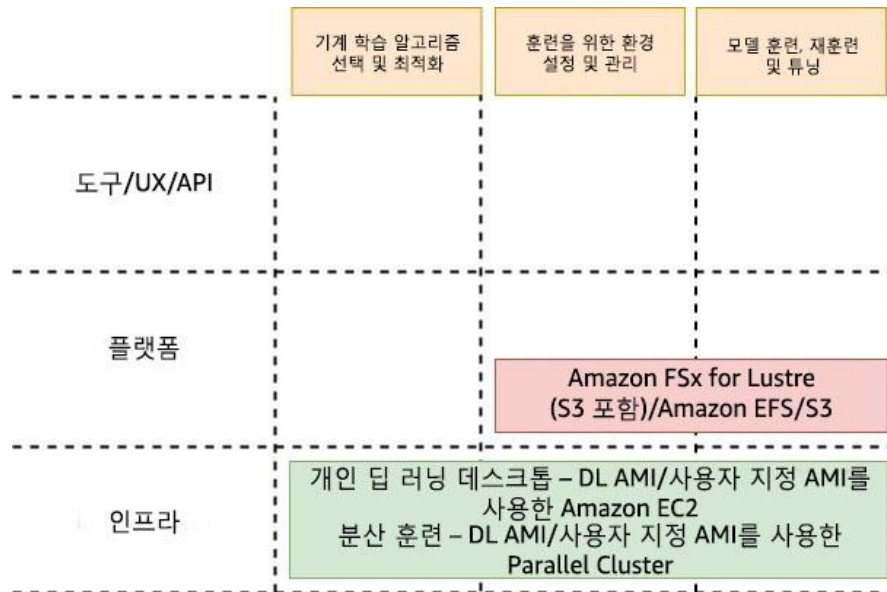 기계 학습 알고리즘
선택 및 최적화
훈련을 위한 환경
설정 및 관리
모델 훈련, 재훈련
및 튜닝
도구/UX/API
플랫폼
Amazon FSx for Lustre
(S3 포함)/Amazon EFS/S3
인프라
개인 딥 러닝 데스크톱 – DL AMI/사용자 지정 AMI를
사용한 Amazon EC2
분산 훈련 – DL AMI/사용자 지정 AMI를 사용한
Parallel Cluster